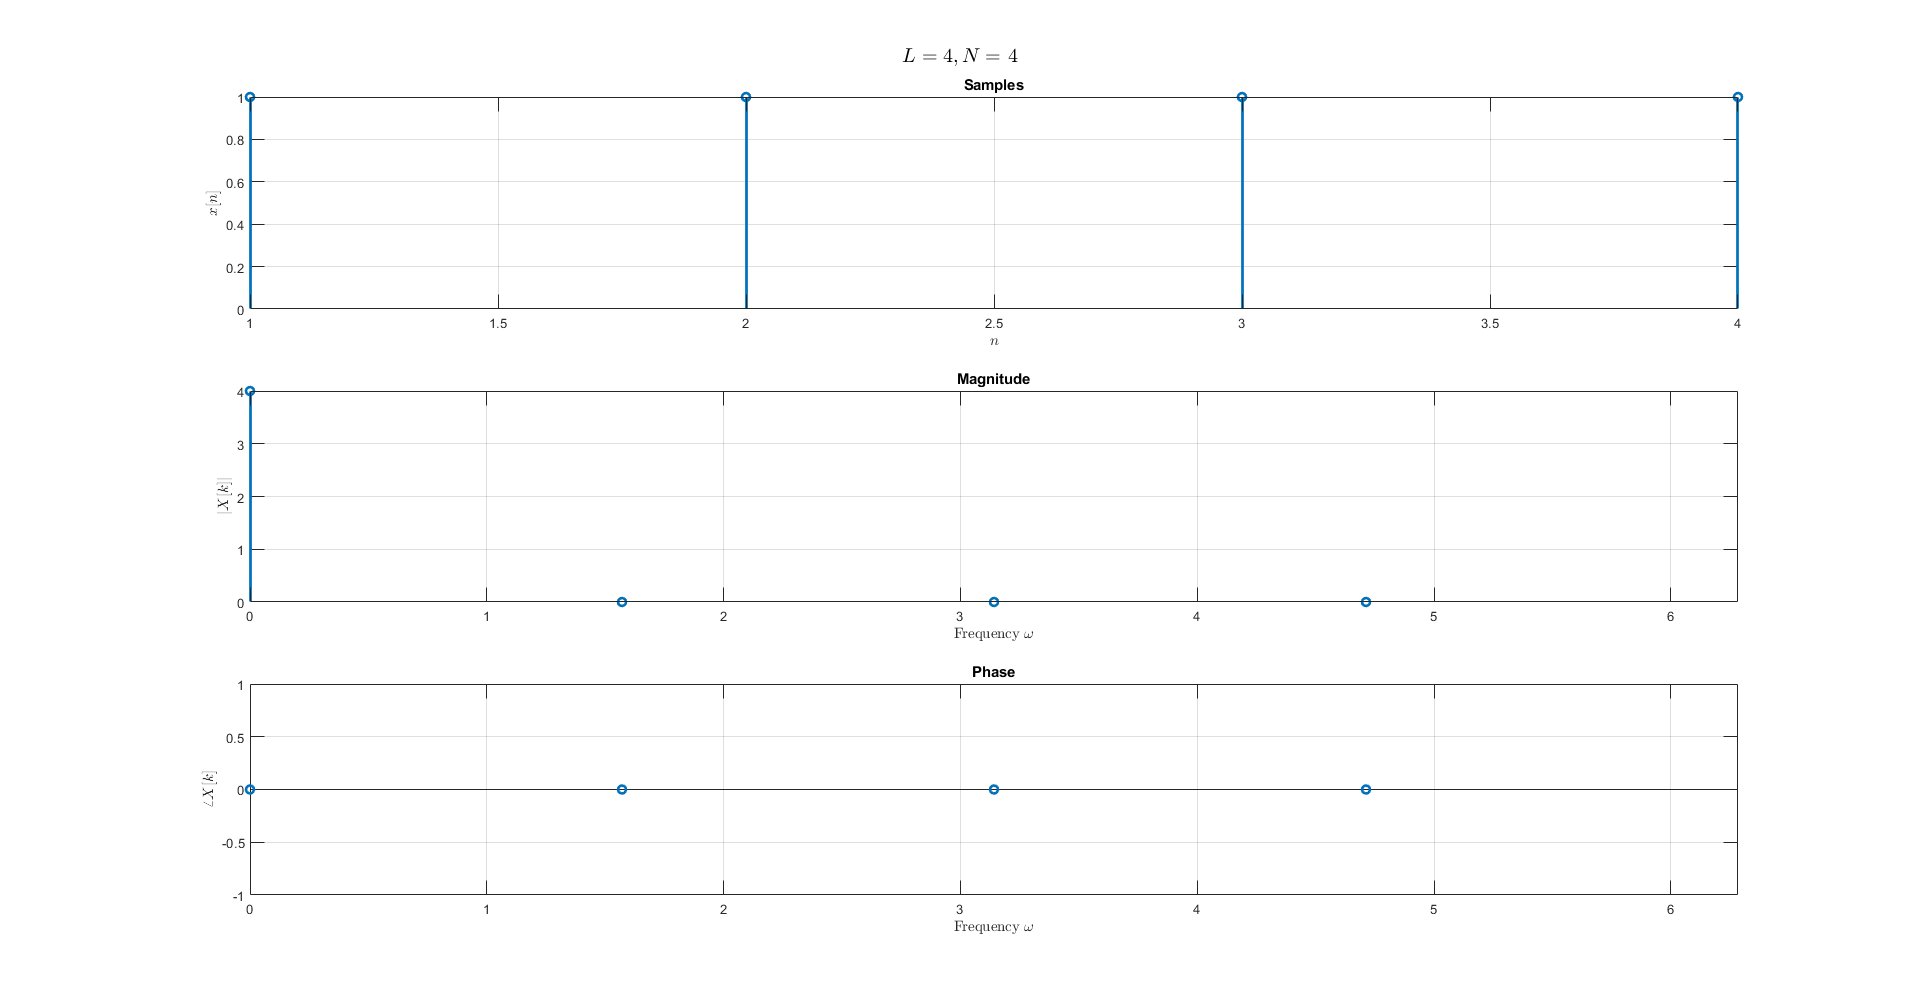 L = 4, N = 4
Samples
1
0.8
0.6
0.4
0.2
0
x[n]
1 1.5 2 2.5 3 3.5 4
n
Magnitude
4
3
2
1
0
|X[k]|
0 1 2 3 4 5 6
Frequency ω
Phase
1
0.5
0
-0.5
-1
∠X[k]
0 1 2 3 4 5 6
Frequency ω